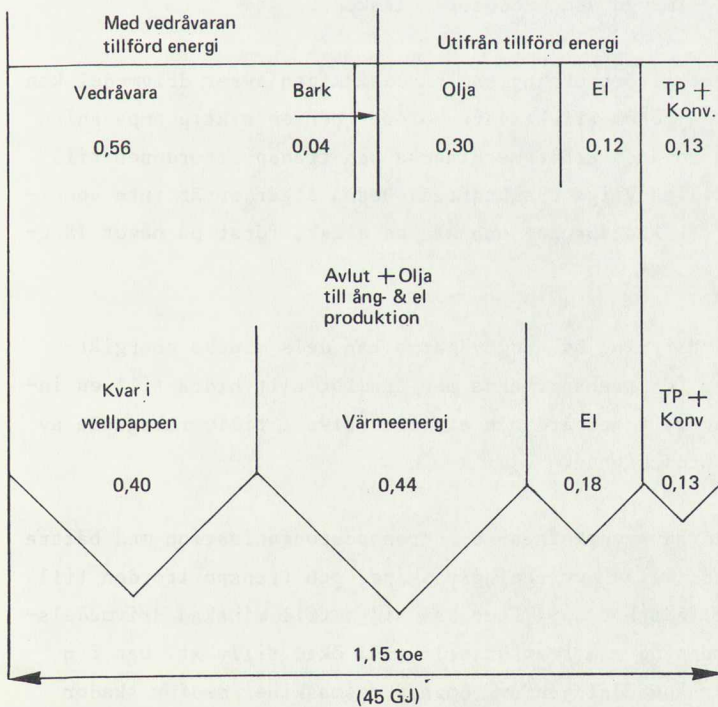 Med vedråvaran
tillförd energi
Utifrån tillförd energi
Vedråvara
Bark
Olja
El
TP +
Konv.
0,56
0,04
0,30
0,12
0,13
Avlut + Olja
till ång- & el
produktion
Kvar i
wellpappen
Värmeenergi
El
TP +
Konv
0,40
0,44
0,18
0,13
1,15 toe
(45 GJ)